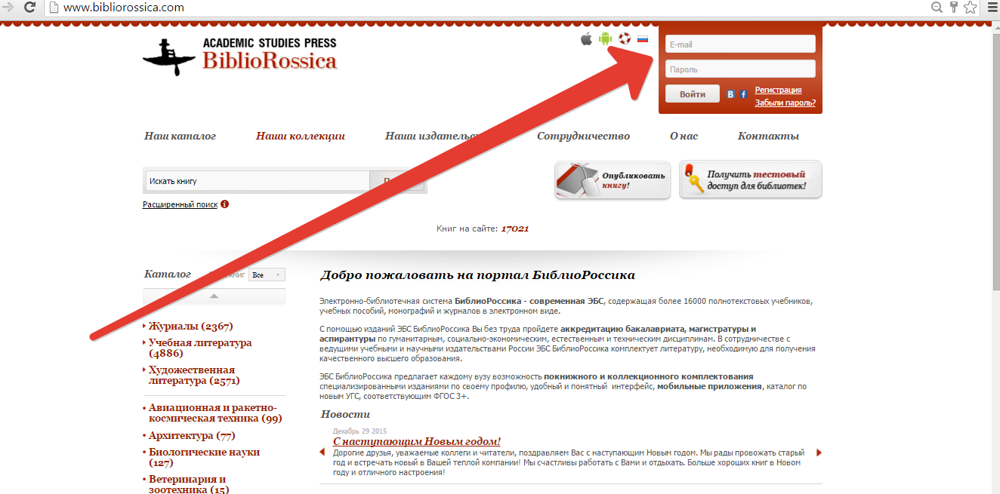 www.bibliorossica.com
ACADEMIC STUDIES PRESS
BiblioRossica
E-mail
Пароль
Войти
В f
Регистрация
Забыли пароль?
Наш каталог Наши коллекции Наши издательс Сотрудничество О нас Контакты
Искать книгу
Расширенный поиск i
Опубликовать
книгу!
Получить тестовый
доступ для библиотек!
Книг на сайте: 17021
Каталог книг Все
Журналы (2367)
Учебная литература
(4886)
Художественная
литература (2571)
Авиационная и ракетно-
космическая техника (99)
Архитектура (77)
Биологические науки
(127)
Ветеринария и
зоотехника (15)
Добро пожаловать на портал БиблиоРоссика
Электронно-библиотечная система БиблиоРоссика - современная ЭБС, содержащая более 16000 полнотекстовых учебников,
учебных пособий, монографий и журналов в электронном виде.
С помощью изданий ЭБС БиблиоРоссика Вы без труда пройдете аккредитацию бакалавриата, магистратуры и
аспирантуры по гуманитарным, социально-экономическим, естественным и техническим дисциплинам. В сотрудничестве с
ведущими учебными и научными издательствами России ЭБС БиблиоРоссика комплектует литературу, необходимую для получения
качественного высшего образования.
ЭБС БиблиоРоссика предлагает каждому вузу возможность покнижного и коллекционного комплектования
специализированными изданиями по своему профилю, удобный и понятный интерфейс, мобильные приложения, каталог по
новым УГС, соответствующим ФГОС 3+.
Новости
Декабрь 29 2015
С наступающим Новым годом!
Дорогие друзья, уважаемые коллеги и читатели, поздравляем Вас с наступающим Новым годом. Мы рады провожать старый
год и встречать новый в Вашей теплой компании! Мы счастливы работать с Вами и отдыхать. Больше хороших книг в Новом
году и отличного настроения!